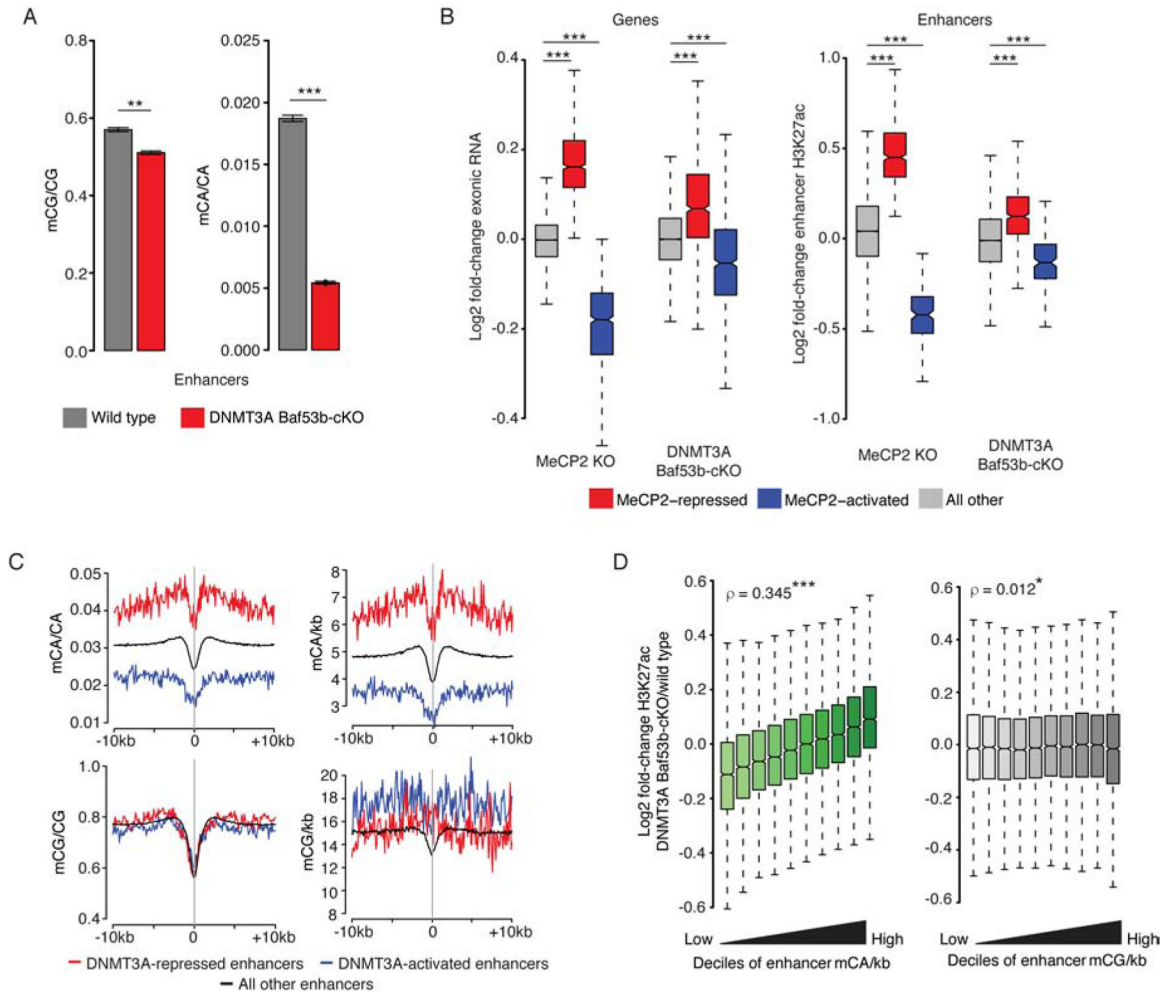 A
mCG/CG
0.8
0.6
0.4
0.2
0.0
**
mCA/CA
0.025
0.020
0.015
0.010
0.005
0.000
***
Enhancers
Wild type
DNMT3A Baf53b-cKO
B
Genes
Log2 fold-change exonic RNA
0.4
0.2
0.0
-0.2
-0.4
***
***
***
***
MeCP2 KO
DNMT3A
Baf53b-cKO
Enhancers
Log2 fold-change enhancer H3K27ac
1.0
0.5
0.0
-0.5
-1.0
***
***
***
***
MeCP2 KO
DNMT3A
Baf53b-cKO
MeCP2-repressed
MeCP2-activated
All other
C
mCA/CA
0.05
0.04
0.03
0.02
0.01
-10kb 0 +10kb
mCA/kb
8
7
6
5
4
3
-10kb 0 +10kb
mCG/CG
1.0
0.8
0.6
0.4
-10kb 0 +10kb
mCG/kb
20
18
16
14
12
10
8
-10kb 0 +10kb
DNMT3A-repressed enhancers
DNMT3A-activated enhancers
All other enhancers
D
Log2 fold-change H3K27ac
DNMT3A Baf53b-cKO/wild type
0.6
0.4
0.2
0.0
-0.2
-0.4
-0.6
ρ = 0.345***
Low High
Deciles of enhancer mCA/kb
0.6
0.4
0.2
0.0
-0.2
-0.4
-0.6
ρ = 0.012*
Low High
Deciles of enhancer mCG/kb